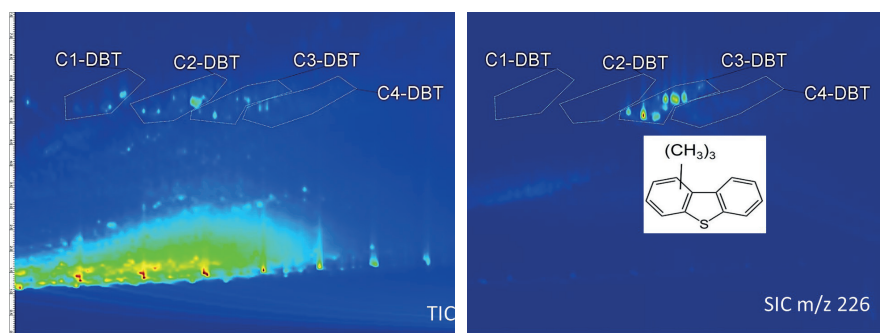 C1-DBT
C2-DBT
C3-DBT
C4-DBT
TIC
C1-DBT
C2-DBT
C3-DBT
C4-DBT
(CH₃)₃
S
SIC m/z 226